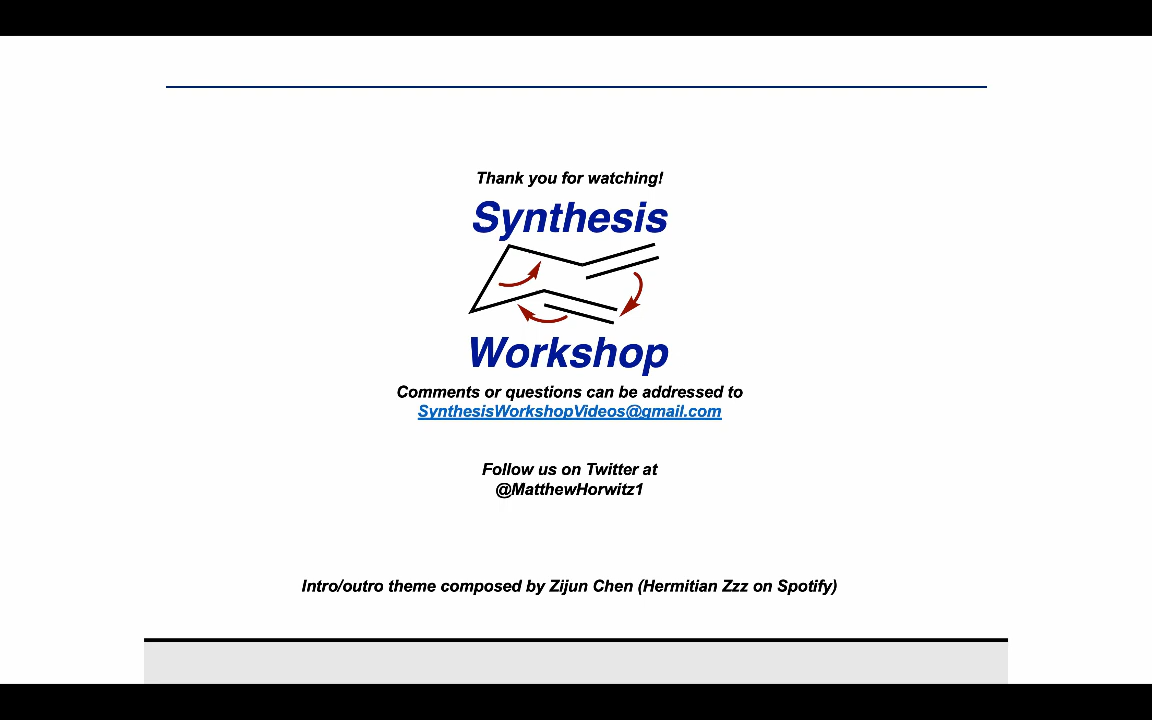 Thank you for watching!
Synthesis
Workshop
Comments or questions can be addressed to
SynthesisWorkshopVideos@gmail.com
Follow us on Twitter at
@MatthewHorwitz1
Intro/outro theme composed by Zijun Chen (Hermitian Zzz on Spotify)